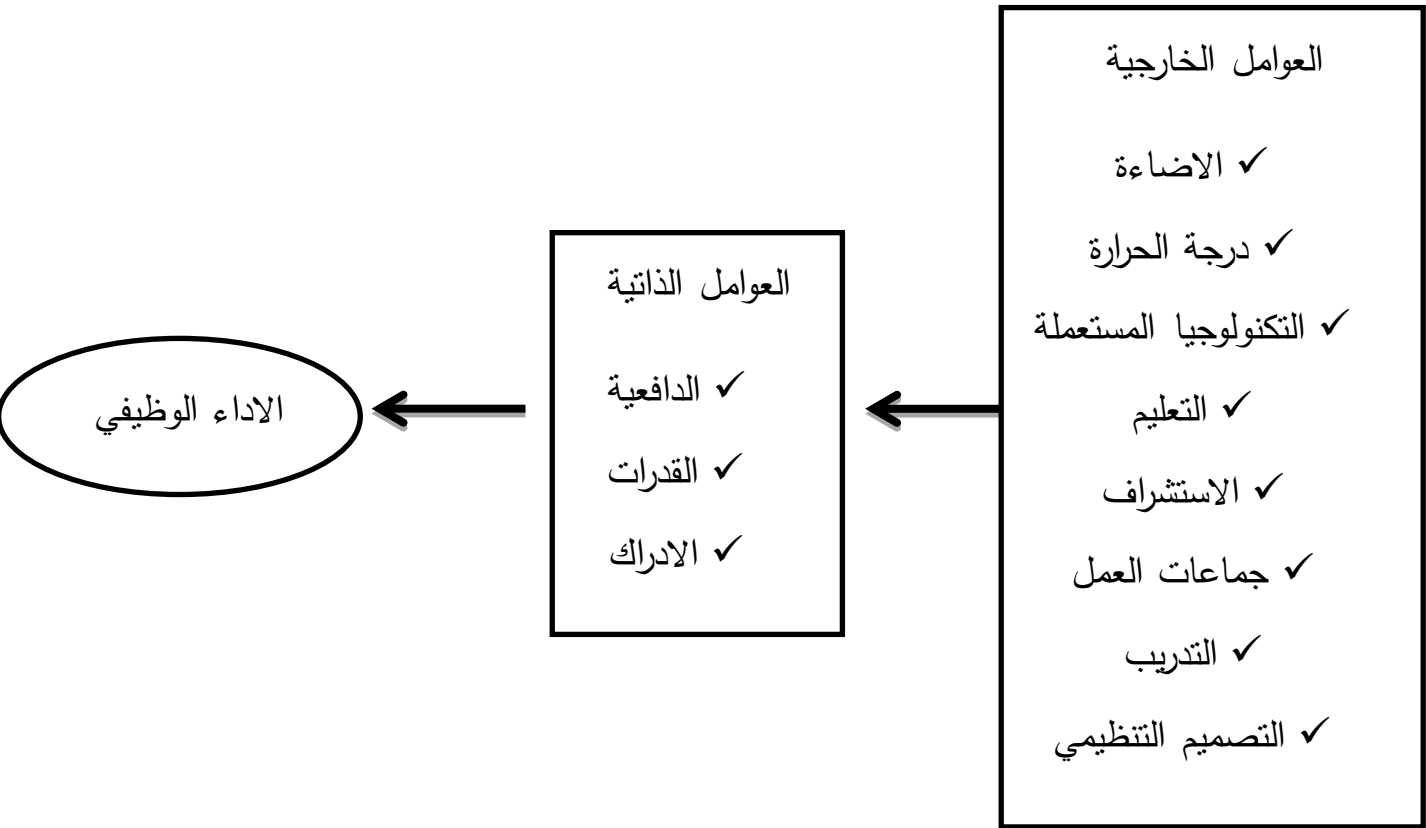 العوامل الخارجية
✓ الاضاءة
✓ درجة الحرارة
✓ التكنولوجيا المستعملة
✓ التعليم
✓ الاستشراف
✓ جماعات العمل
✓ التدريب
✓ التصميم التنظيمي
العوامل الذاتية
✓ الدافعية
✓ القدرات
✓ الادراك
الاداء الوظيفي